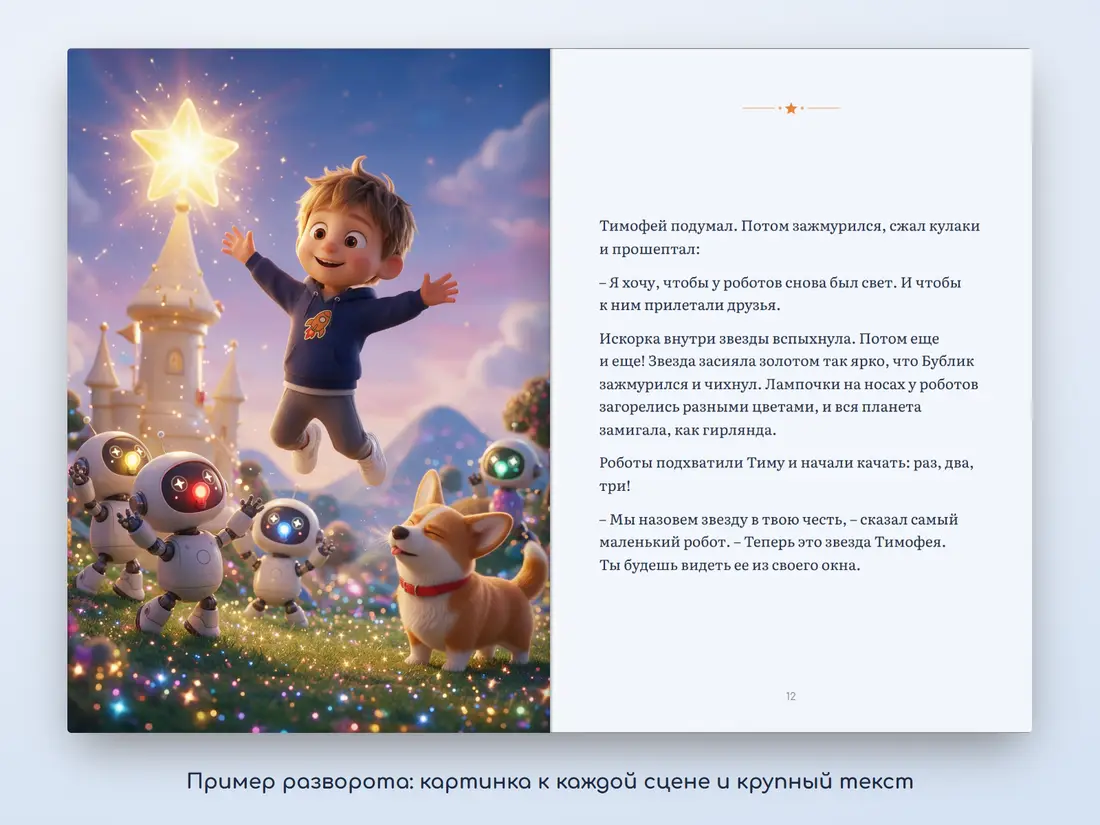 Тимофей подумал. Потом зажмурился, сжал кулаки
и прошептал:
– Я хочу, чтобы у роботов снова был свет. И чтобы
к ним прилетали друзья.
Искорка внутри звезды вспыхнула. Потом еще
и еще! Звезда засияла золотом так ярко, что Бублик
зажмурился и чихнул. Лампочки на носах у роботов
загорелись разными цветами, и вся планета
замигала, как гирлянда.
Роботы подхватили Тиму и начали качать: раз, два,
три!
– Мы назовем звезду в твою честь, – сказал самый
маленький робот. – Теперь это звезда Тимофея.
Ты будешь видеть ее из своего окна.
12
Пример разворота: картинка к каждой сцене и крупный текст